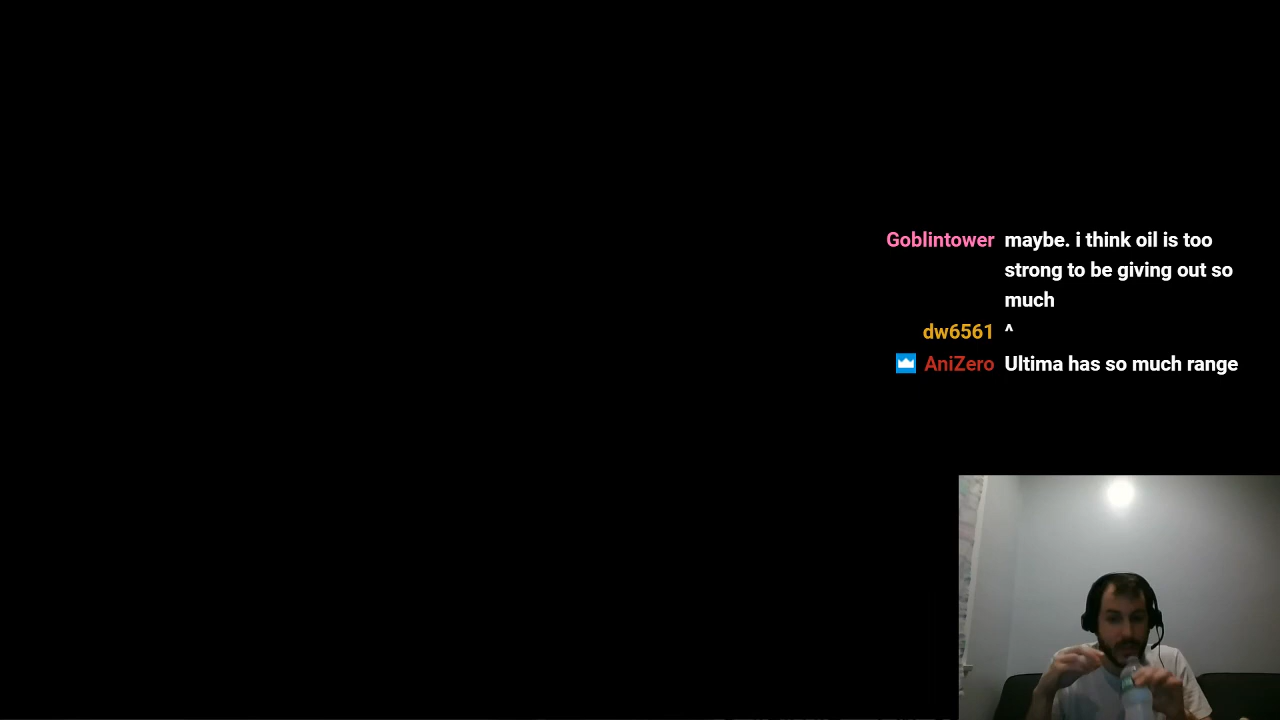 Goblintower maybe. i think oil is too
strong to be giving out so
much
dw6561 ^
AniZero Ultima has so much range